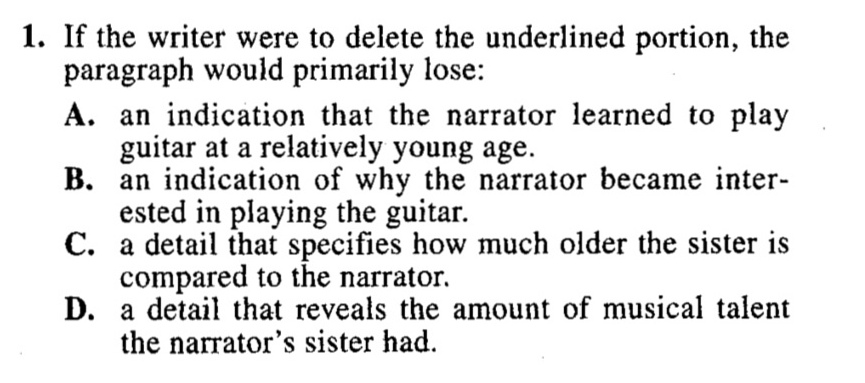 1. If the writer were to delete the underlined portion, the
paragraph would primarily lose:
A. an indication that the narrator learned to play
guitar at a relatively young age.
B. an indication of why the narrator became inter-
ested in playing the guitar.
C. a detail that specifies how much older the sister is
compared to the narrator.
D. a detail that reveals the amount of musical talent
the narrator's sister had.